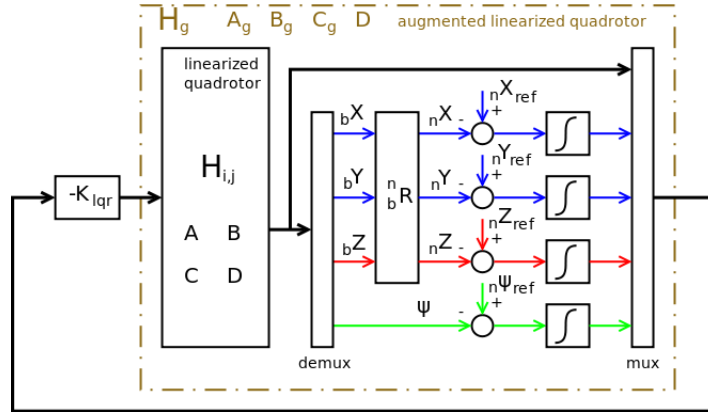 Hg Ag Bg Cg D augmented linearized quadrotor
linearized
quadrotor
Hi,j
A B
C D
-Klqr
bX
bY
bZ
ψ
nbR
nX - + nXref
nY - + nYref
nZ - + nZref
- + nψref
∫
∫
∫
∫
demux
mux